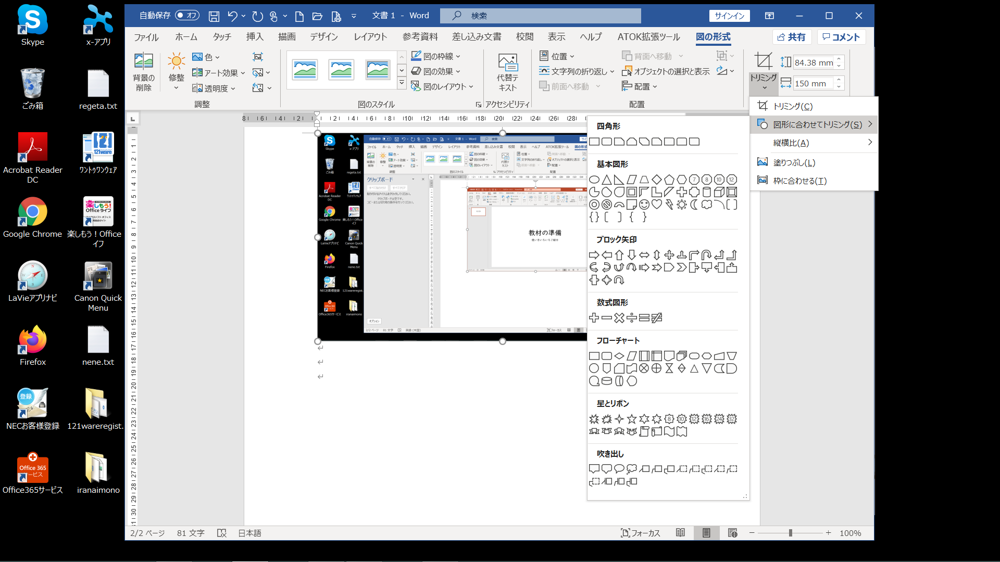 Skype
x-アプリ
ごみ箱
regeta.txt
Acrobat Reader DC
ワントゥワンウェア
Google Chrome
楽しもう！Office イフ
LaVieアプリナビ
Canon Quick Menu
Firefox
nene.txt
NECお客様登録
121wareregist.
Office365サービス
iranaimono
自動保存 オフ 文書 1 - Word 検索 サインイン
ファイル ホーム タッチ 挿入 描画 デザイン レイアウト 参考資料 差し込み文書 校閲 表示 ヘルプ ATOK拡張ツール 図の形式 共有 コメント
背景の削除
修整
色
アート効果
透明度
調整
図の枠線
図の効果
図のレイアウト
図のスタイル
代替テキスト
アクセシビリティ
位置
文字列の折り返し
前面へ移動
背面へ移動
オブジェクトの選択と表示
配置
配置
トリミング
84.38 mm
150 mm
トリミング(C)
図形に合わせてトリミング(S)
縦横比(A)
塗りつぶし(L)
枠に合わせる(T)
四角形
基本図形
ブロック矢印
数式図形
フローチャート
星とリボン
吹き出し
クリップボード
教材の準備
2/2 ページ 81 文字 日本語 フォーカス 100%